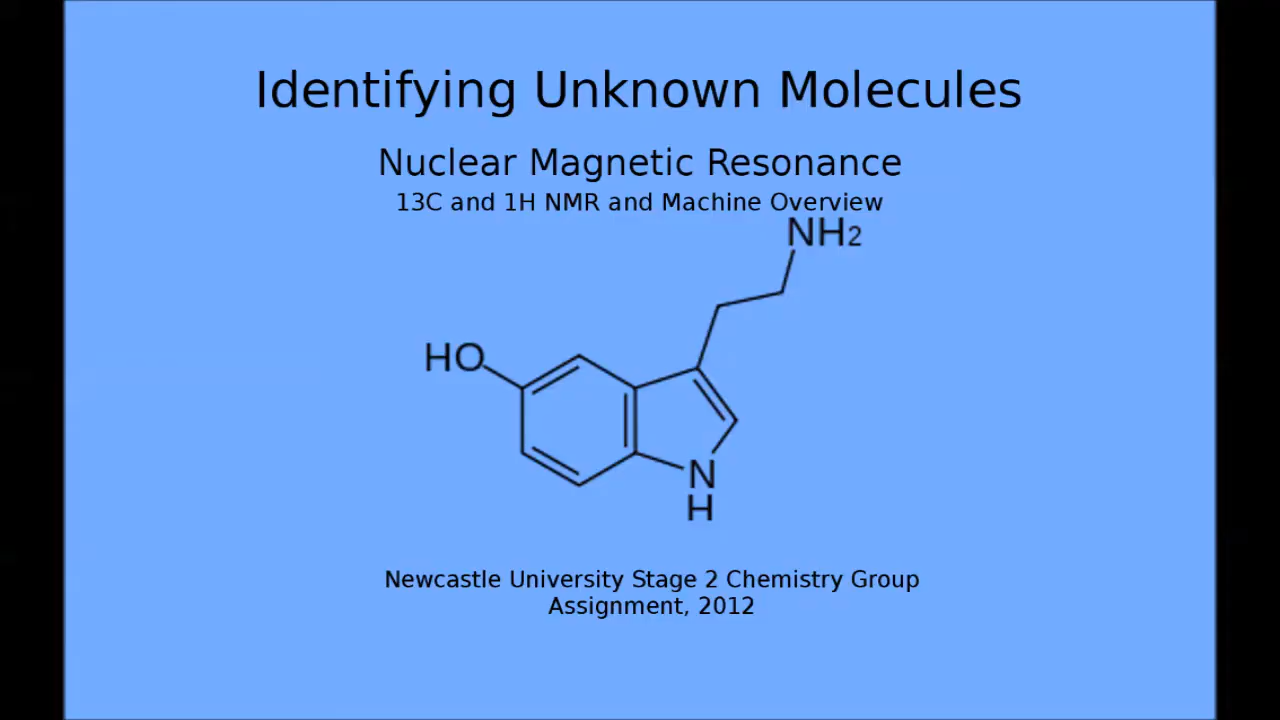 Identifying Unknown Molecules
Nuclear Magnetic Resonance
13C and 1H NMR and Machine Overview
NH2
HO
N
H
Newcastle University Stage 2 Chemistry Group
Assignment, 2012